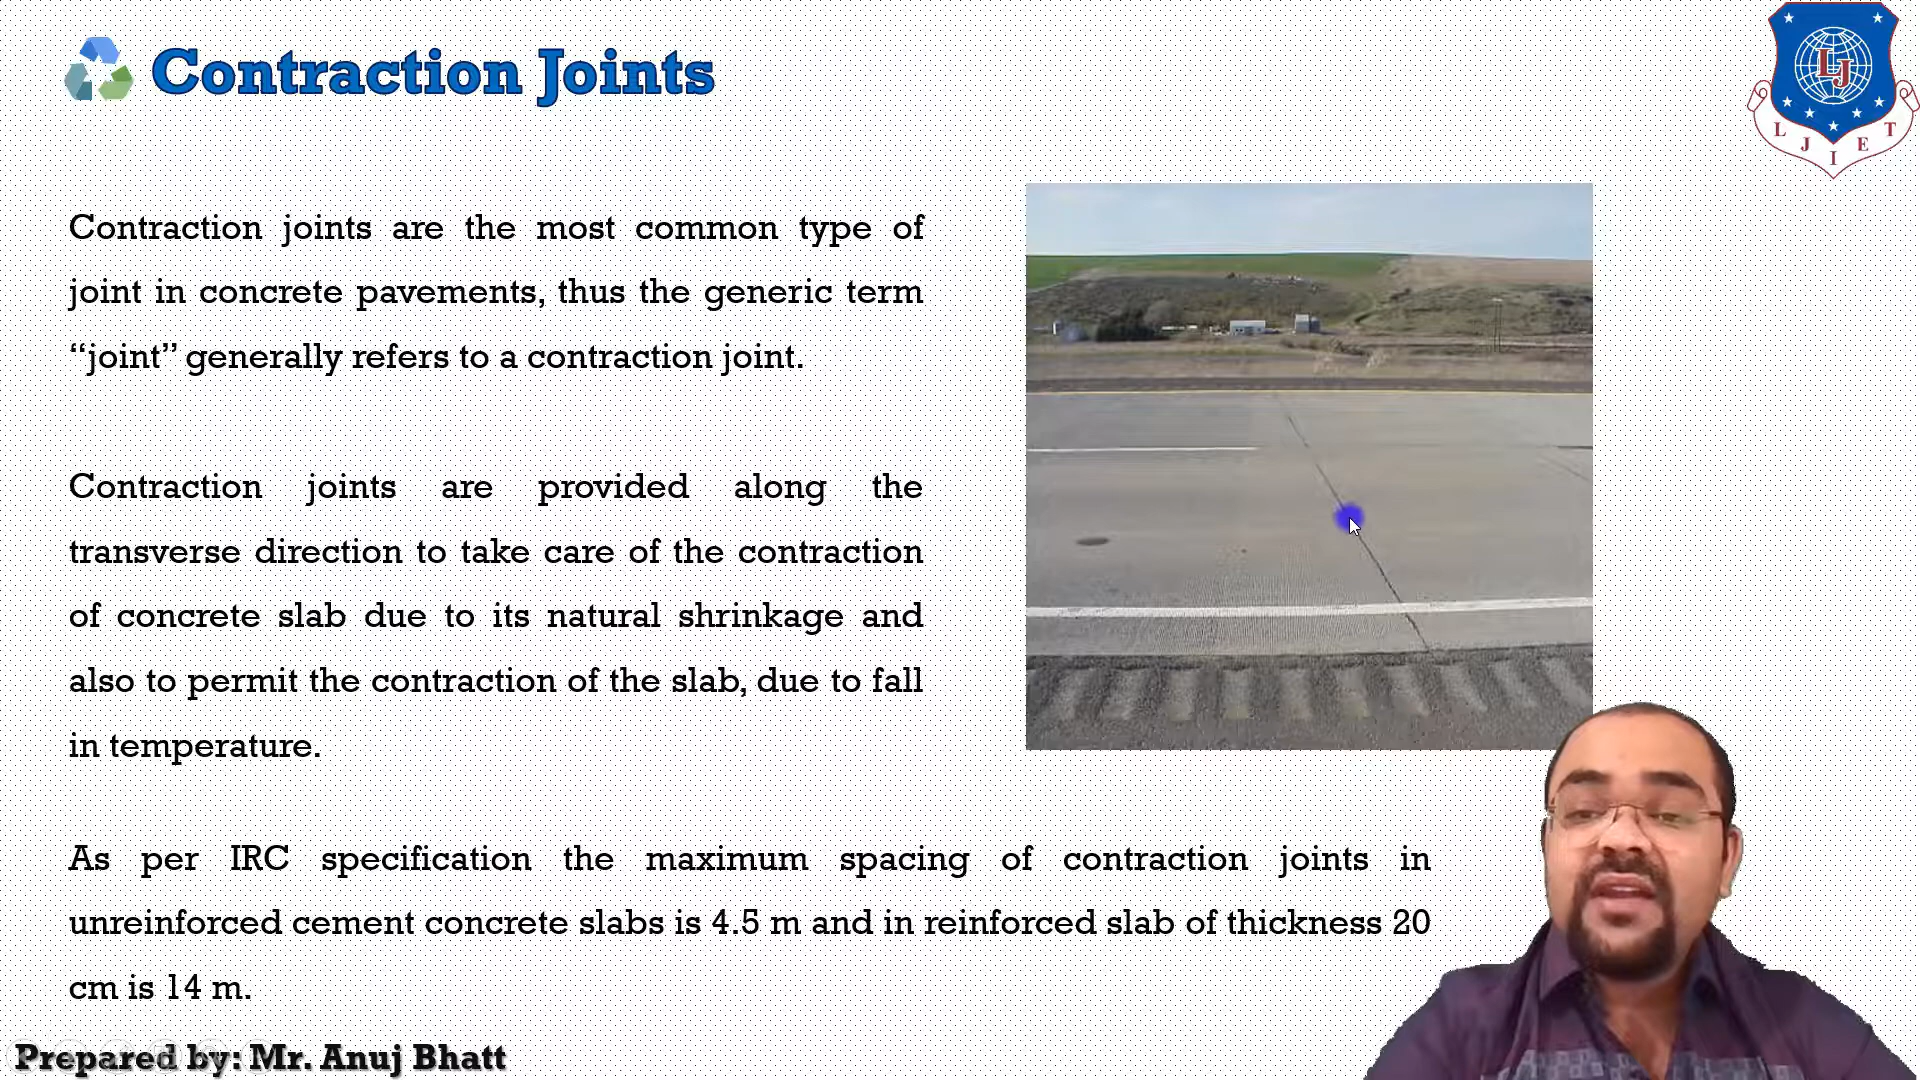 Contraction Joints
LJ
L J I E T
Contraction joints are the most common type of
joint in concrete pavements, thus the generic term
“joint” generally refers to a contraction joint.
Contraction joints are provided along the
transverse direction to take care of the contraction
of concrete slab due to its natural shrinkage and
also to permit the contraction of the slab, due to fall
in temperature.
As per IRC specification the maximum spacing of contraction joints in
unreinforced cement concrete slabs is 4.5 m and in reinforced slab of thickness 20
cm is 14 m.
Prepared by: Mr. Anuj Bhatt